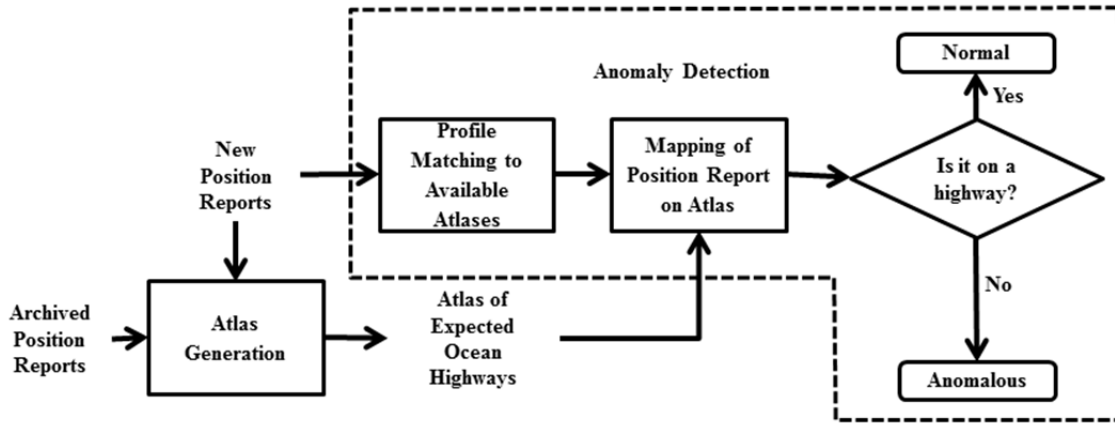 Anomaly Detection
Normal
Yes
Profile
Matching to
Available
Atlases
Mapping of
Position Report
on Atlas
Is it on a
highway?
New
Position
Reports
No
Archived
Position
Reports
Atlas
Generation
Atlas of
Expected
Ocean
Highways
Anomalous